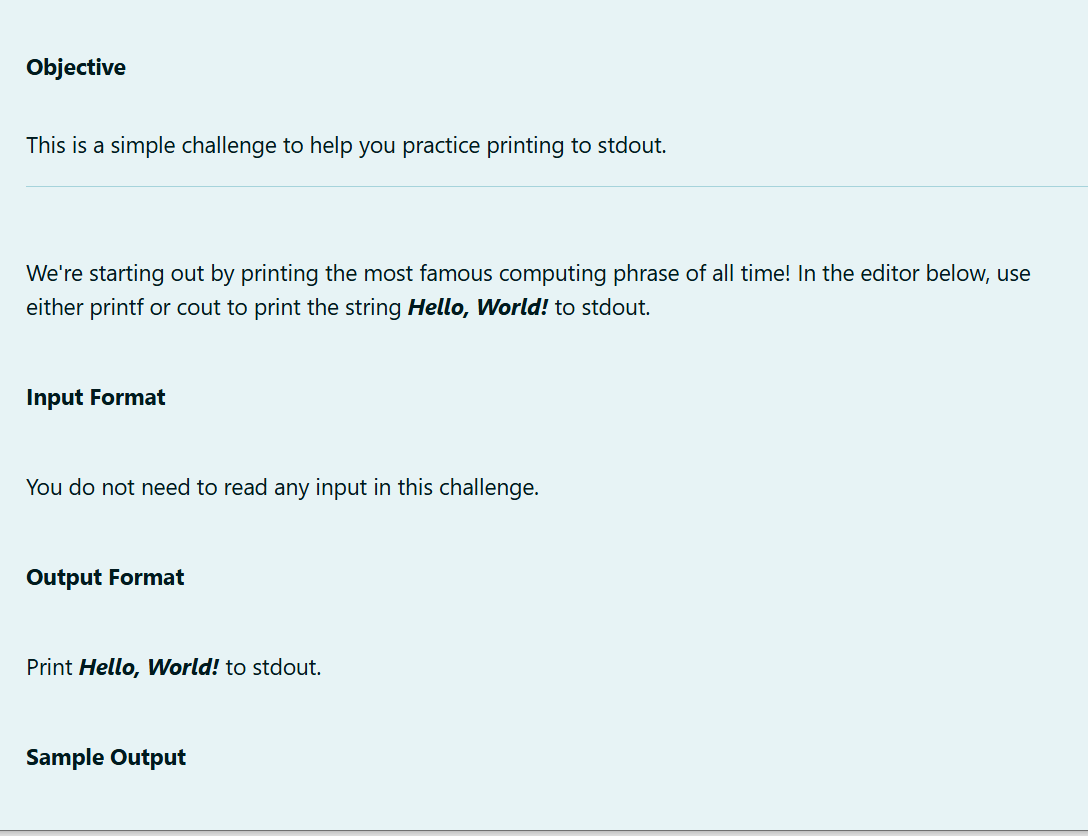 Objective
This is a simple challenge to help you practice printing to stdout.
We're starting out by printing the most famous computing phrase of all time! In the editor below, use
either printf or cout to print the string Hello, World! to stdout.
Input Format
You do not need to read any input in this challenge.
Output Format
Print Hello, World! to stdout.
Sample Output